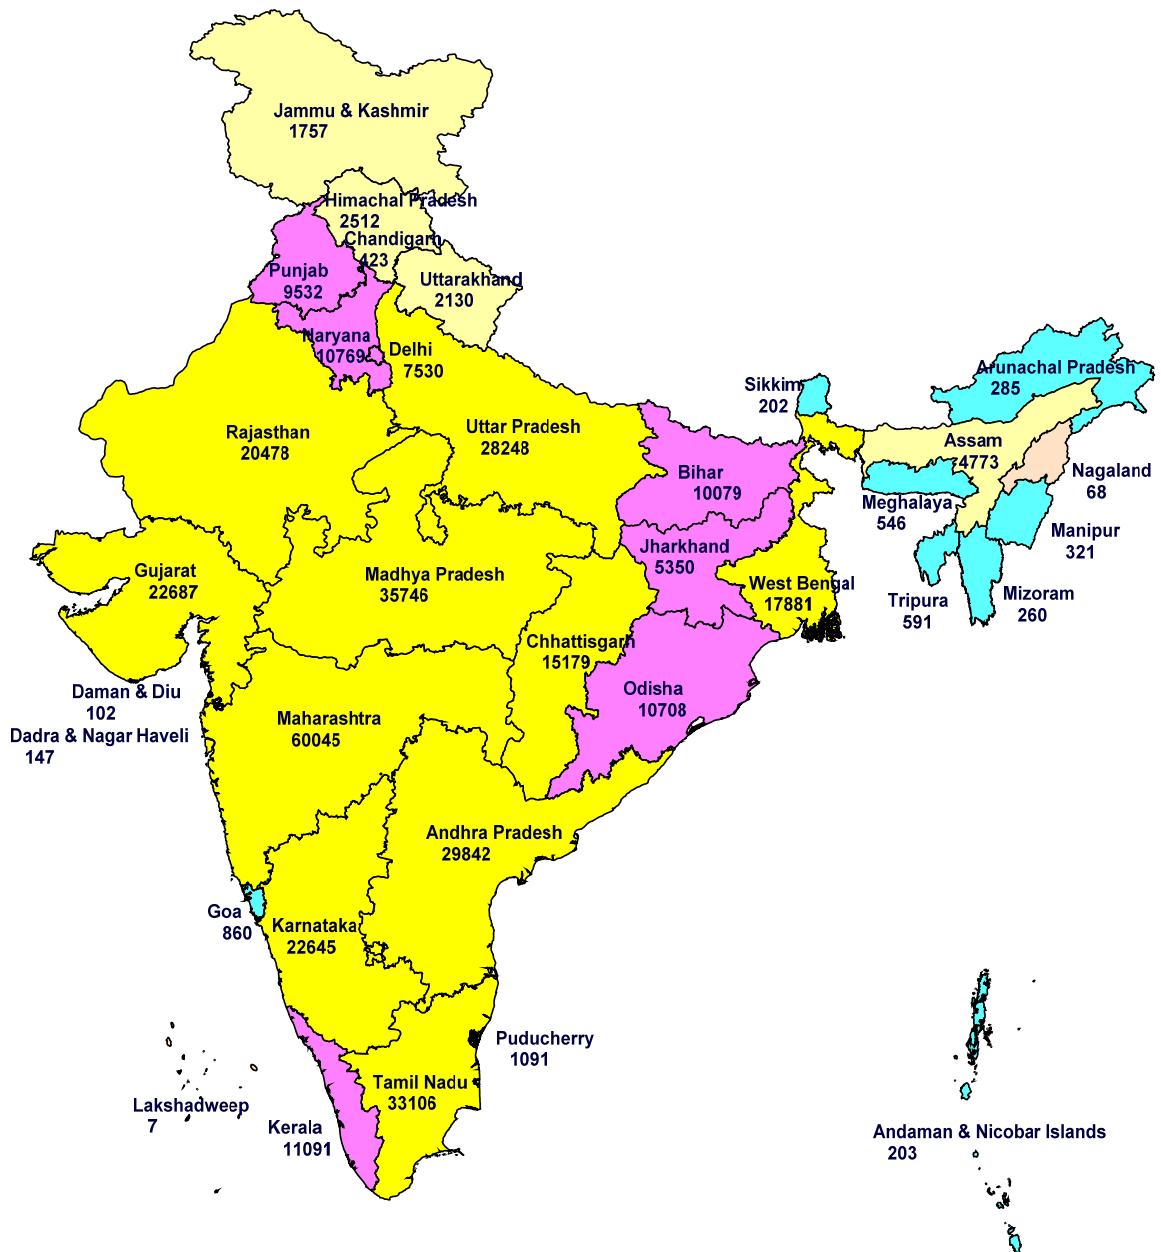 Jammu & Kashmir
1757
Himachal Pradesh
2512
Chandigarh
423
Punjab
9532
Uttarakhand
2130
Haryana
10769
Delhi
7530
Arunachal Pradesh
285
Sikkim
202
Rajasthan
20478
Uttar Pradesh
28248
Assam
4773
Bihar
10079
Nagaland
68
Meghalaya
546
Manipur
321
Jharkhand
5350
Gujarat
22687
Madhya Pradesh
35746
West Bengal
17881
Tripura
591
Mizoram
260
Chhattisgarh
15179
Daman & Diu
102
Odisha
10708
Dadra & Nagar Haveli
147
Maharashtra
60045
Andhra Pradesh
29842
Goa
860
Karnataka
22645
Puducherry
1091
Tamil Nadu
33106
Lakshadweep
7
Kerala
11091
Andaman & Nicobar Islands
203